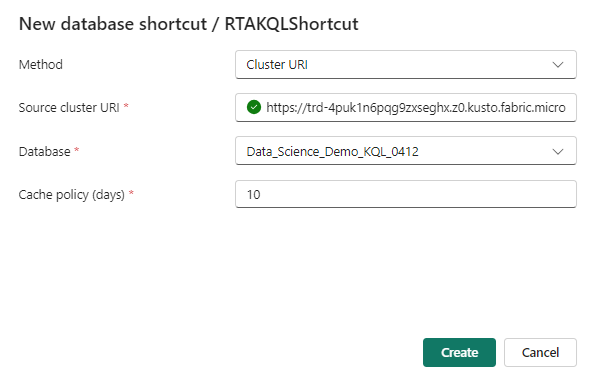 New database shortcut / RTAKQLShortcut
Method
Cluster URI
Source cluster URI *
https://trd-4puk1n6pqg9zxseghx.z0.kusto.fabric.micro
Database *
Data_Science_Demo_KQL_0412
Cache policy (days) *
10
Create
Cancel